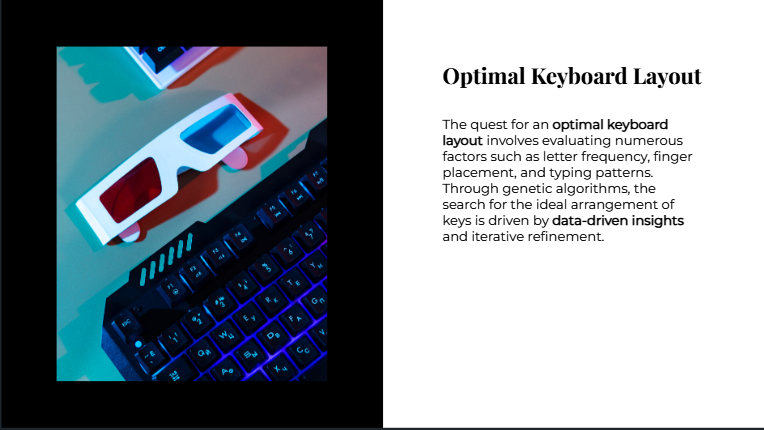 Optimal Keyboard Layout
The quest for an optimal keyboard
layout involves evaluating numerous
factors such as letter frequency, finger
placement, and typing patterns.
Through genetic algorithms, the
search for the ideal arrangement of
keys is driven by data-driven insights
and iterative refinement.